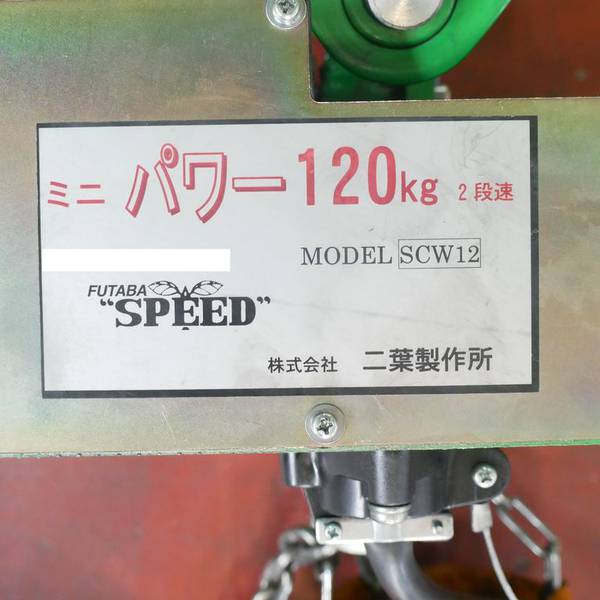 ミニ パワー120kg 2段速
MODEL SCW12
FUTABA
"SPEED"
株式会社 二葉製作所